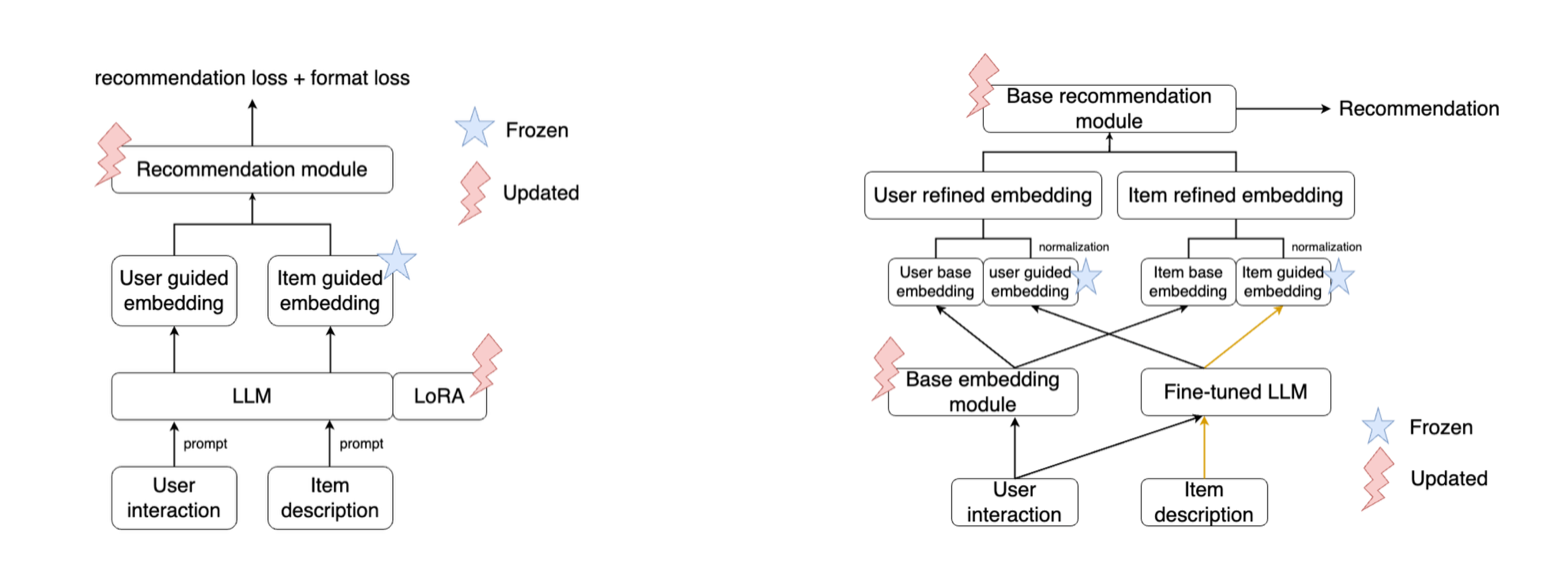 recommendation loss + format loss
Recommendation module
User guided
embedding
Item guided
embedding
LLM
LoRA
prompt
prompt
User
interaction
Item
description
Frozen
Updated
Base recommendation
module
Recommendation
User refined embedding
Item refined embedding
normalization
normalization
User base
embedding
user guided
embedding
Item base
embedding
Item guided
embedding
Base embedding
module
Fine-tuned LLM
User
interaction
Item
description
Frozen
Updated